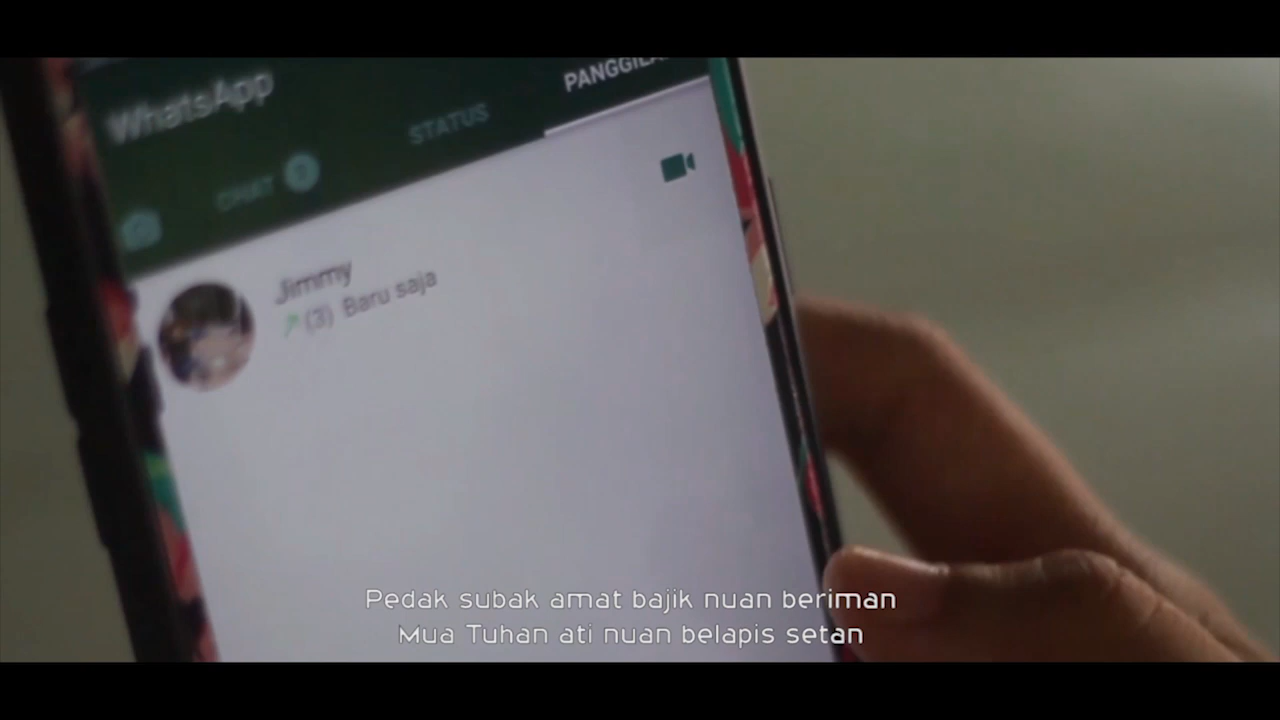 WhatsApp
CHAT
STATUS
Jimmy
(3) Baru saja
Pedak subak amat bajik nuan beriman
Mua Tuhan ati nuan belapis setan